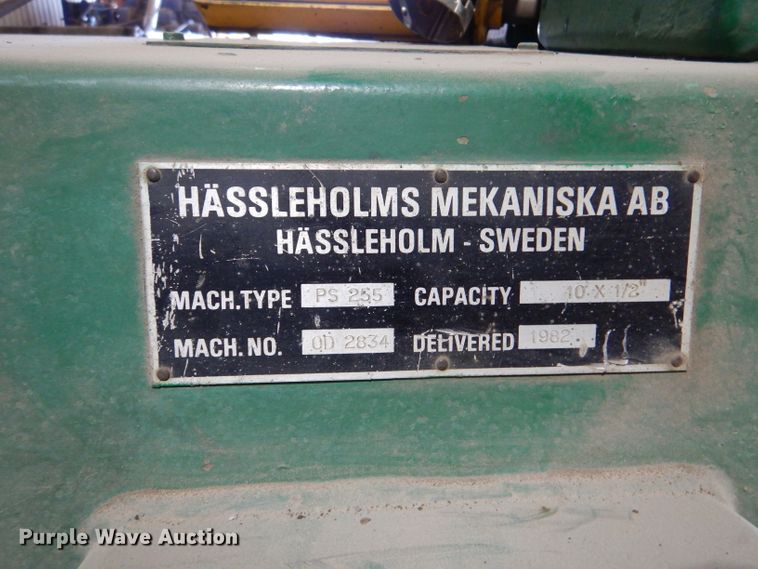 HÄSSLEHOLMS MEKANISKA AB
HÄSSLEHOLM - SWEDEN
MACH.TYPE PS 255 CAPACITY 10 X 1/2"
MACH. NO. OD 2834 DELIVERED 1982
Purple Wave Auction